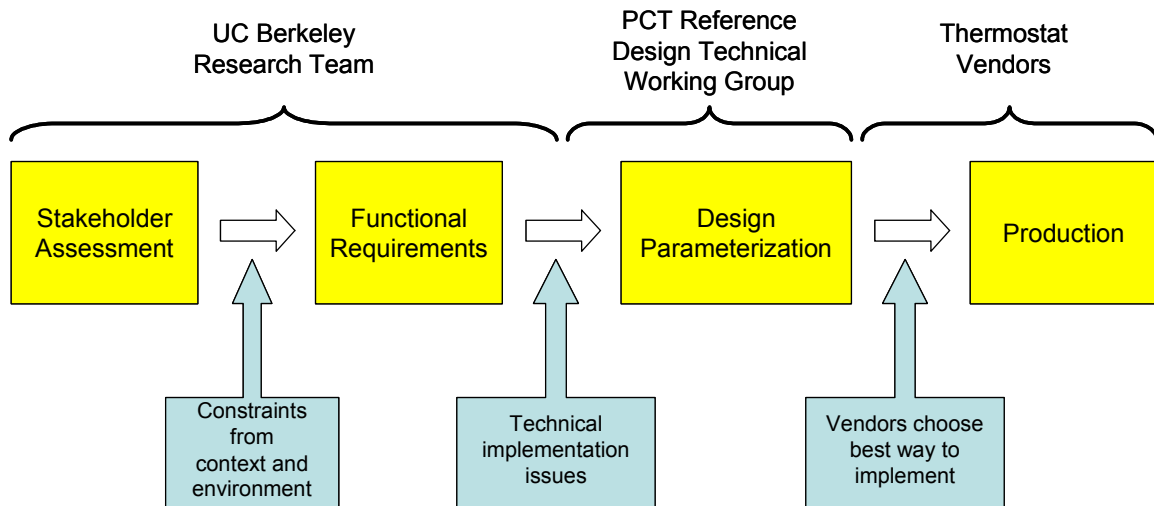 UC Berkeley
Research Team
PCT Reference
Design Technical
Working Group
Thermostat
Vendors
Stakeholder
Assessment
Functional
Requirements
Design
Parameterization
Production
Constraints
from
context and
environment
Technical
implementation
issues
Vendors choose
best way to
implement